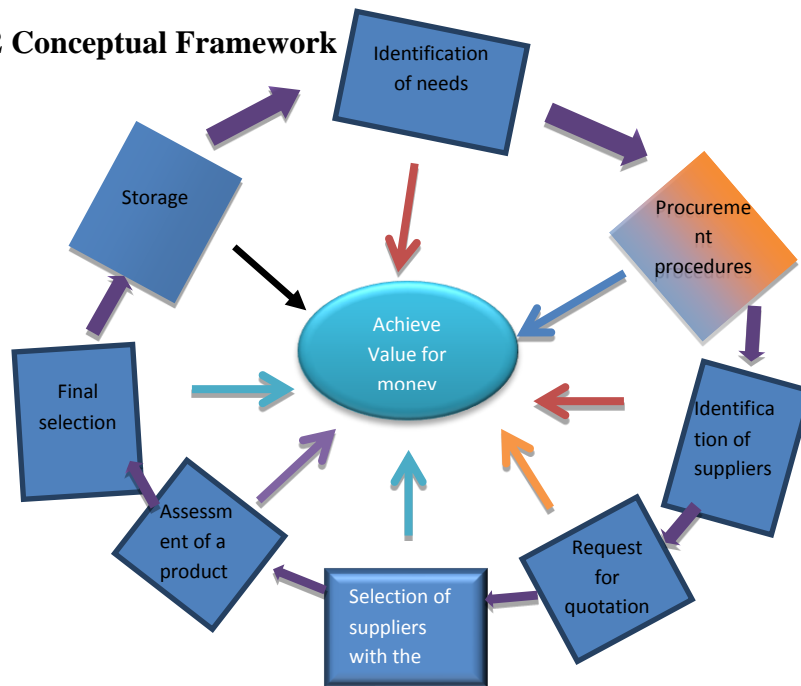 2 Conceptual Framework
Identification
of needs
Procureme
nt
procedures
Identifica
tion of
suppliers
Request
for
quotation
Selection of
suppliers
with the
Assessm
ent of a
product
Final
selection
Storage
Achieve
Value for
money